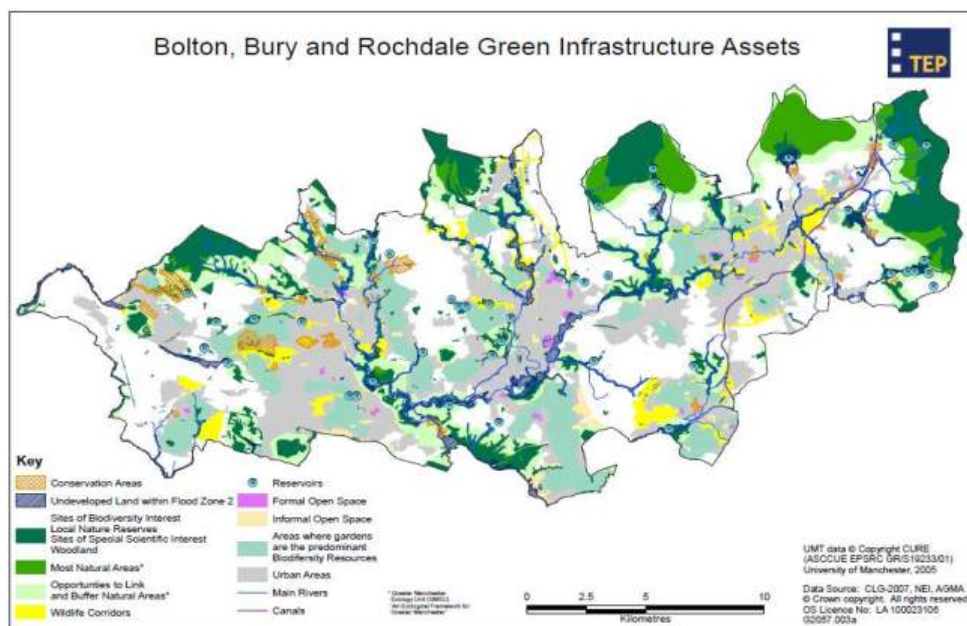 Bolton, Bury and Rochdale Green Infrastructure Assets
TEP
Key
Conservation Areas
Undeveloped Land within Flood Zone 2
Sites of Biodiversity Interest
Local Nature Reserves
Sites of Special Scientific Interest
Woodland
Most Natural Areas*
Opportunties to Link
and Buffer Natural Areas*
Wildlife Corridors
Reservoirs
Formal Open Space
Informal Open Space
Areas where gardens
are the predominant
Biodifersity Resources
Urban Areas
Main Rivers
Canals
* Greater Manchester
Ecology Unit (GMEU)
'An Ecological Framework for
Greater Manchester'
0 2.5 5 10
Kilometres
UMT data © Copyright CURE
(ASCCUE EPSRC GR/S19233/01)
University of Manchester, 2005
Data Source: CLG-2007, NEI, AGMA
© Crown copyright. All rights reserved
OS Licence No: LA 100023106
G2057.003a